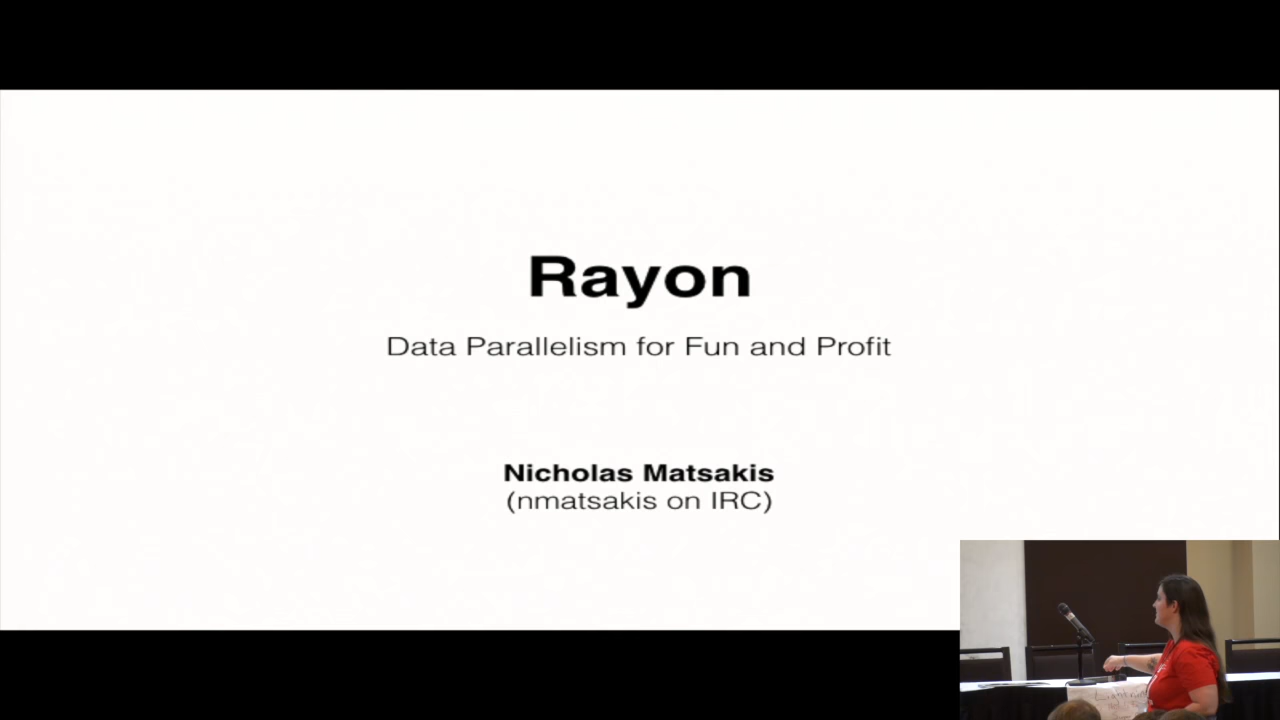 Rayon
Data Parallelism for Fun and Profit
Nicholas Matsakis
(nmatsakis on IRC)